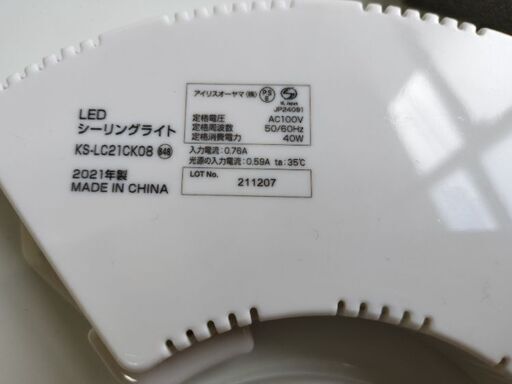 LED
シーリングライト
KS-LC21CK08 848
2021年製
MADE IN CHINA
アイリスオーヤマ(株)
PS
E
JP24091
定格電圧 AC100V
定格周波数 50/60Hz
定格消費電力 40W
入力電流:0.76A
光源の入力電流:0.59A ta:35℃
LOT No. 211207